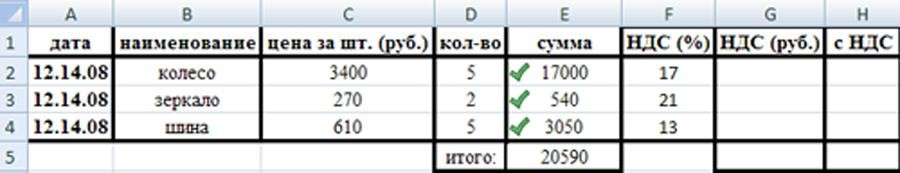 A B C D E F G H
1 дата наименование цена за шт. (руб.) кол-во сумма НДС (%) НДС (руб.) с НДС
2 12.14.08 колесо 3400 5 17000 17
3 12.14.08 зеркало 270 2 540 21
4 12.14.08 шина 610 5 3050 13
5 итого: 20590